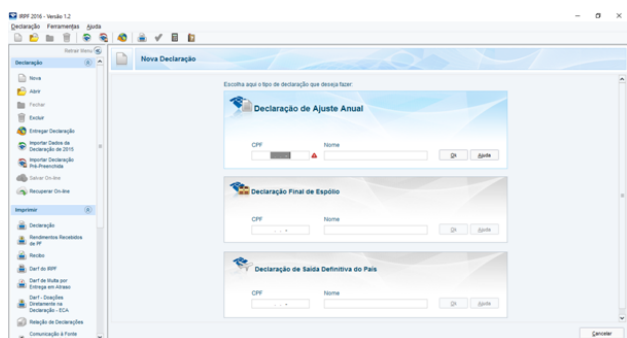 IRPF 2016 - Versão 1.2
Declaração Ferramentas Ajuda
Retrair Menu
Declaração
Nova
Abrir
Fechar
Excluir
Entregar Declaração
Importar Dados da
Declaração de 2015
Importar Declaração
Pré-Preenchida
Salvar On-line
Recuperar On-line
Imprimir
Declaração
Rendimentos Recebidos
de PF
Recibo
Darf do IRPF
Darf de Multa por
Entrega em Atraso
Darf - Doações
Diretamente na
Declaração - ECA
Relação de Declarações
Comunicação à Fonte
Nova Declaração
Escolha aqui o tipo de declaração que deseja fazer:
Declaração de Ajuste Anual
CPF Nome
Ok Ajuda
Declaração Final de Espólio
CPF Nome
Ok Ajuda
Declaração de Saída Definitiva do País
CPF Nome
Ok Ajuda
Cancelar